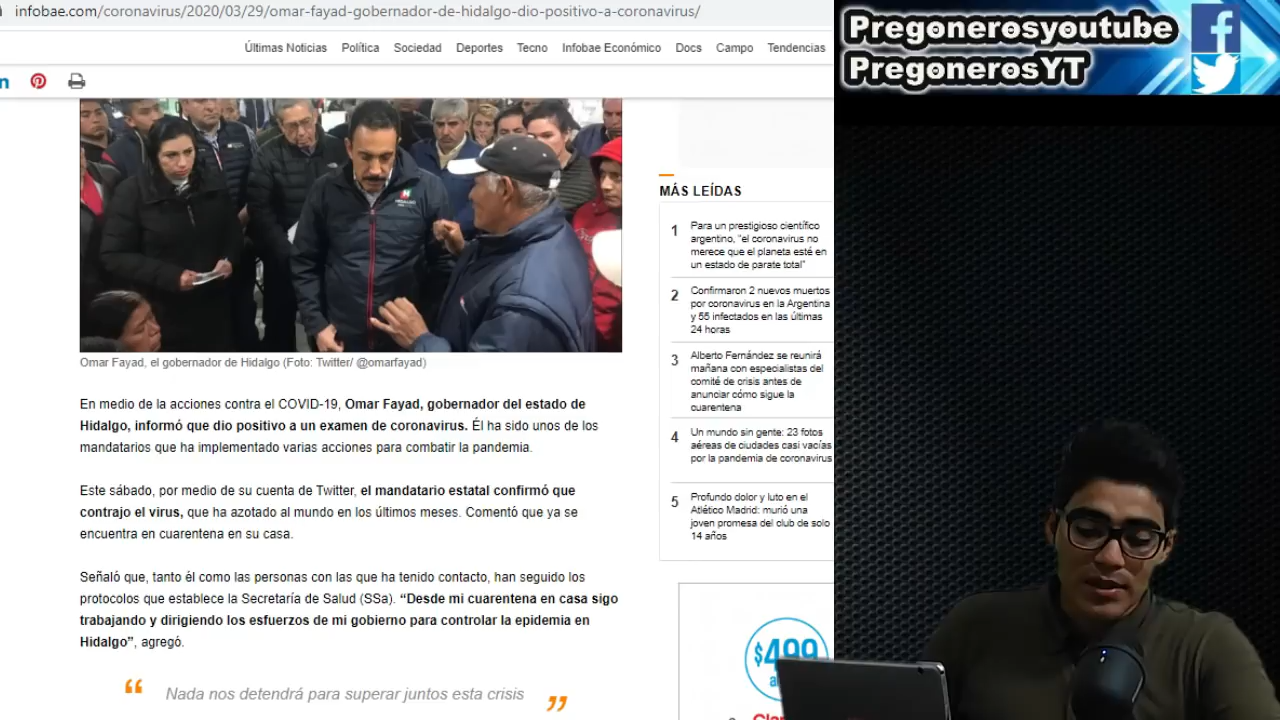 infobae.com/coronavirus/2020/03/29/omar-fayad-gobernador-de-hidalgo-dio-positivo-a-coronavirus/
Últimas Noticias Política Sociedad Deportes Tecno Infobae Económico Docs Campo Tendencias
HIDALGO
Omar Fayad, el gobernador de Hidalgo (Foto: Twitter/ @omarfayad)
En medio de la acciones contra el COVID-19, Omar Fayad, gobernador del estado de
Hidalgo, informó que dio positivo a un examen de coronavirus. Él ha sido unos de los
mandatarios que ha implementado varias acciones para combatir la pandemia.
Este sábado, por medio de su cuenta de Twitter, el mandatario estatal confirmó que
contrajo el virus, que ha azotado al mundo en los últimos meses. Comentó que ya se
encuentra en cuarentena en su casa.
Señaló que, tanto él como las personas con las que ha tenido contacto, han seguido los
protocolos que establece la Secretaría de Salud (SSa). “Desde mi cuarentena en casa sigo
trabajando y dirigiendo los esfuerzos de mi gobierno para controlar la epidemia en
Hidalgo”, agregó.
“ Nada nos detendrá para superar juntos esta crisis ”
MÁS LEÍDAS
1 Para un prestigioso científico
argentino, “el coronavirus no
merece que el planeta esté en
un estado de parate total”
2 Confirmaron 2 nuevos muertos
por coronavirus en la Argentina
y 55 infectados en las últimas
24 horas
3 Alberto Fernández se reunirá
mañana con especialistas del
comité de crisis antes de
anunciar cómo sigue la
cuarentena
4 Un mundo sin gente: 23 fotos
aéreas de ciudades casi vacías
por la pandemia de coronavirus
5 Profundo dolor y luto en el
Atlético Madrid: murió una
joven promesa del club de solo
14 años
$499
Pregonerosyoutube
PregonerosYT